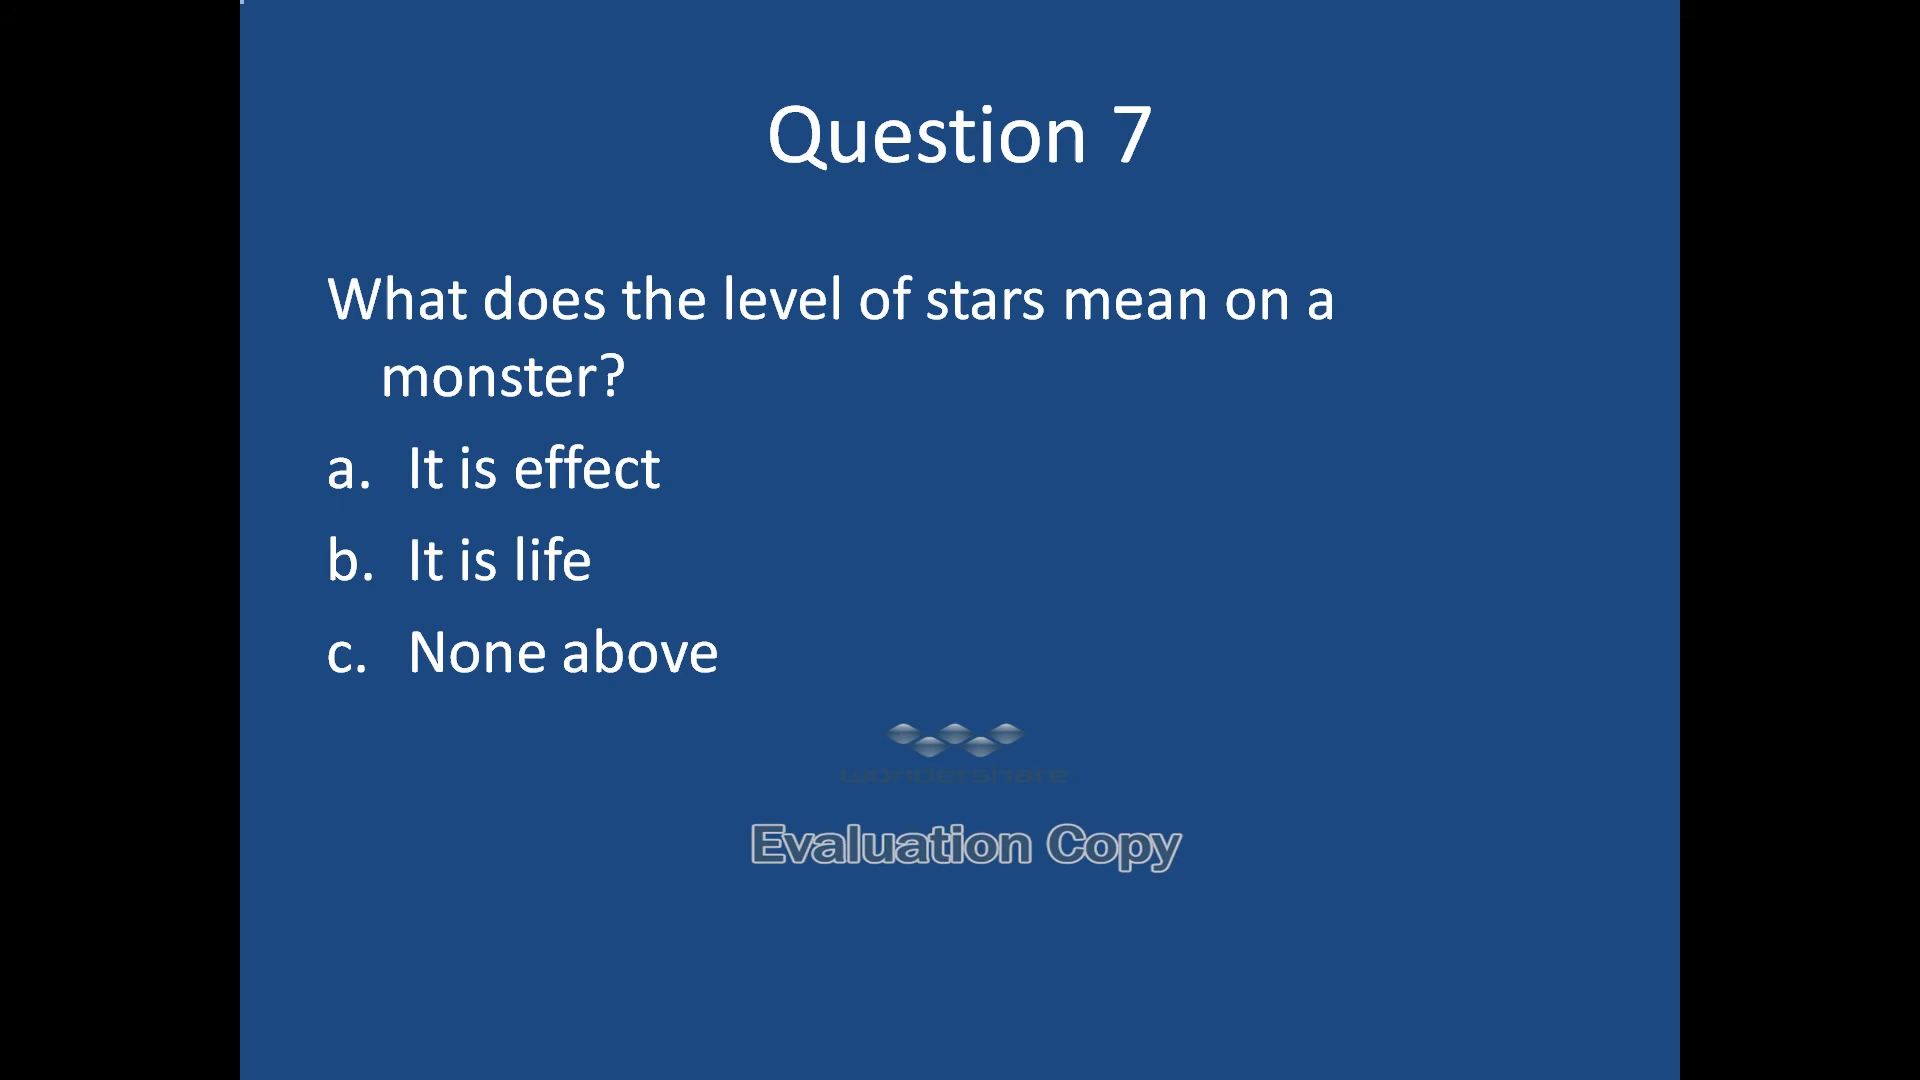 Question 7
What does the level of stars mean on a
monster?
a. It is effect
b. It is life
c. None above
wondershare
Evaluation Copy